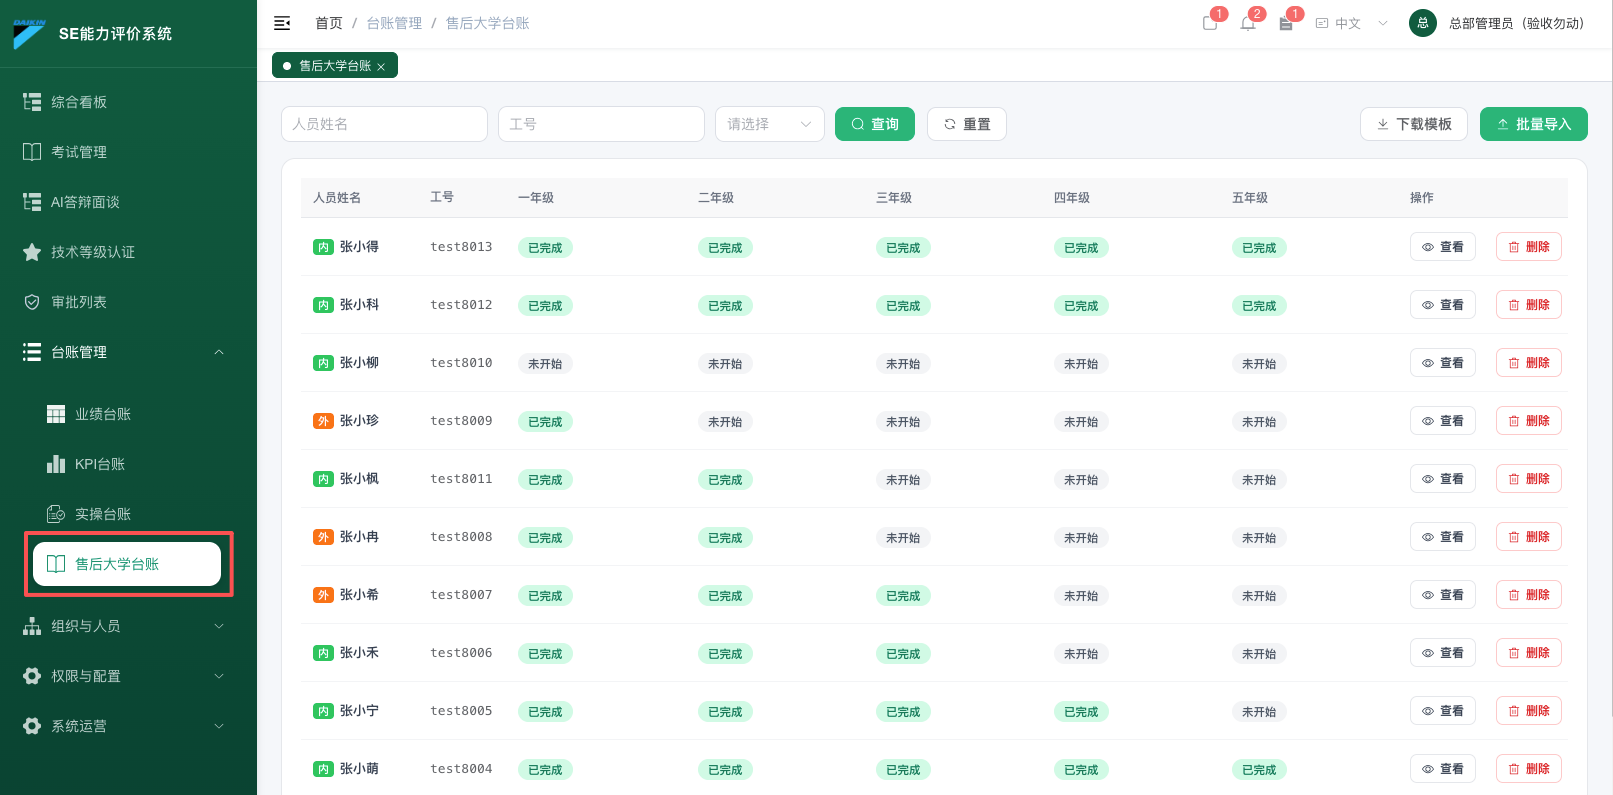 DAIKIN
SE能力评价系统
首页 / 台账管理 / 售后大学台账
1 2 1 中文 总 总部管理员（验收勿动）
售后大学台账 ×
综合看板
考试管理
AI答辩面谈
技术等级认证
审批列表
台账管理
业绩台账
KPI台账
实操台账
售后大学台账
组织与人员
权限与配置
系统运营
人员姓名 工号 请选择 查询 重置 下载模板 批量导入
人员姓名 工号 一年级 二年级 三年级 四年级 五年级 操作
内 张小得 test8013 已完成 已完成 已完成 已完成 已完成 查看 删除
内 张小科 test8012 已完成 已完成 已完成 已完成 已完成 查看 删除
内 张小柳 test8010 未开始 未开始 未开始 未开始 未开始 查看 删除
外 张小珍 test8009 已完成 未开始 未开始 未开始 未开始 查看 删除
内 张小枫 test8011 已完成 已完成 未开始 未开始 未开始 查看 删除
外 张小冉 test8008 已完成 已完成 未开始 未开始 未开始 查看 删除
外 张小希 test8007 已完成 已完成 已完成 未开始 未开始 查看 删除
内 张小禾 test8006 已完成 已完成 已完成 未开始 未开始 查看 删除
内 张小宁 test8005 已完成 已完成 已完成 已完成 未开始 查看 删除
内 张小萌 test8004 已完成 已完成 已完成 已完成 已完成 查看 删除